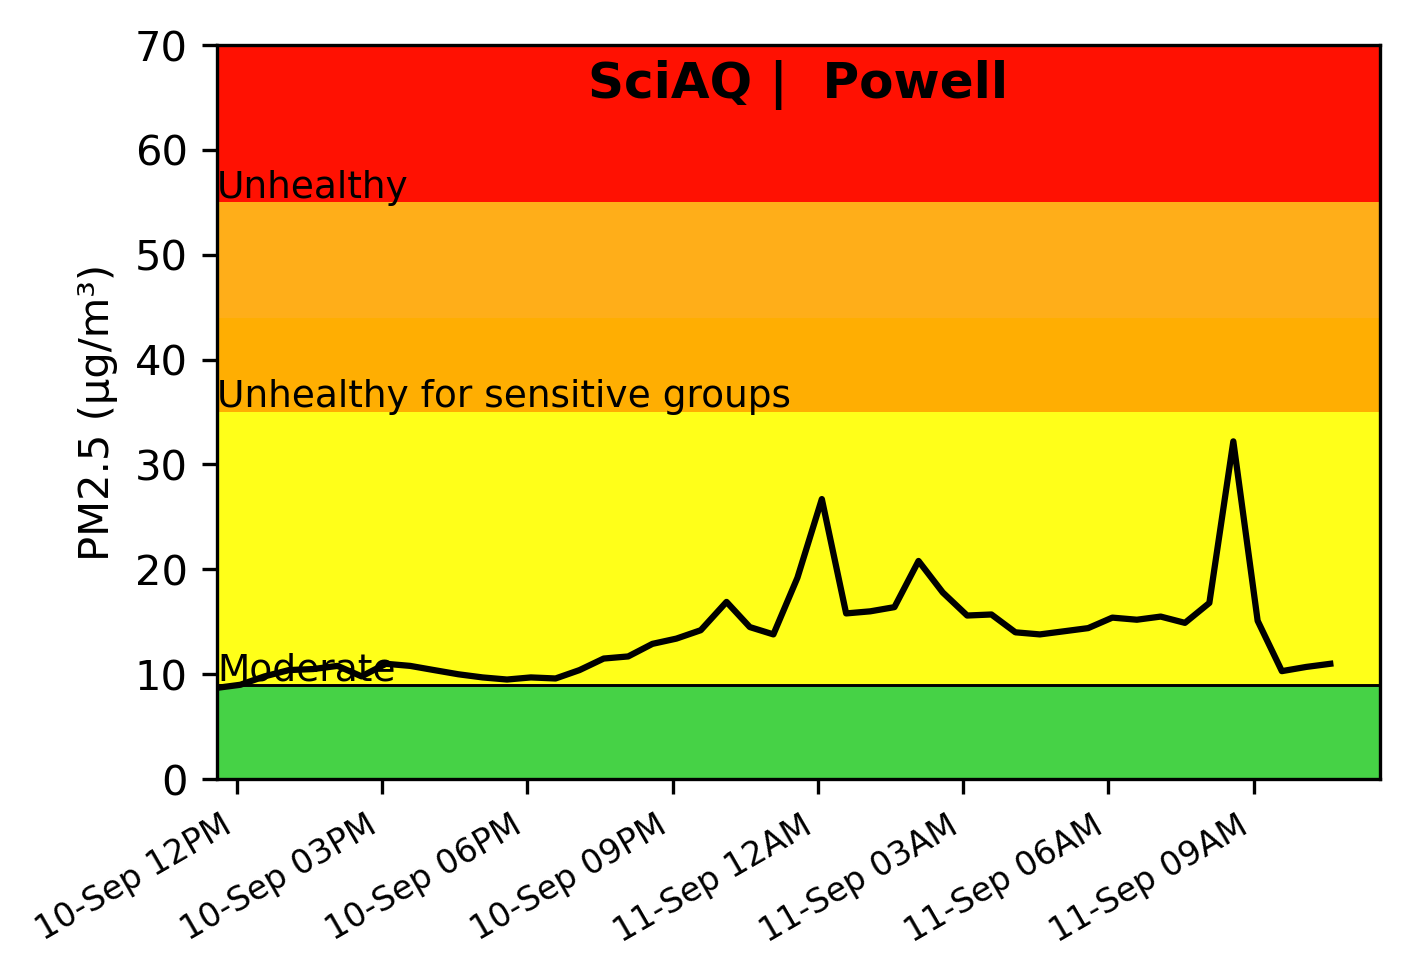 SciAQ |  Powell
PM2.5 (µg/m³)
70
60
50
40
30
20
10
0
Unhealthy
Unhealthy for sensitive groups
Moderate
10-Sep 12PM
10-Sep 03PM
10-Sep 06PM
10-Sep 09PM
11-Sep 12AM
11-Sep 03AM
11-Sep 06AM
11-Sep 09AM